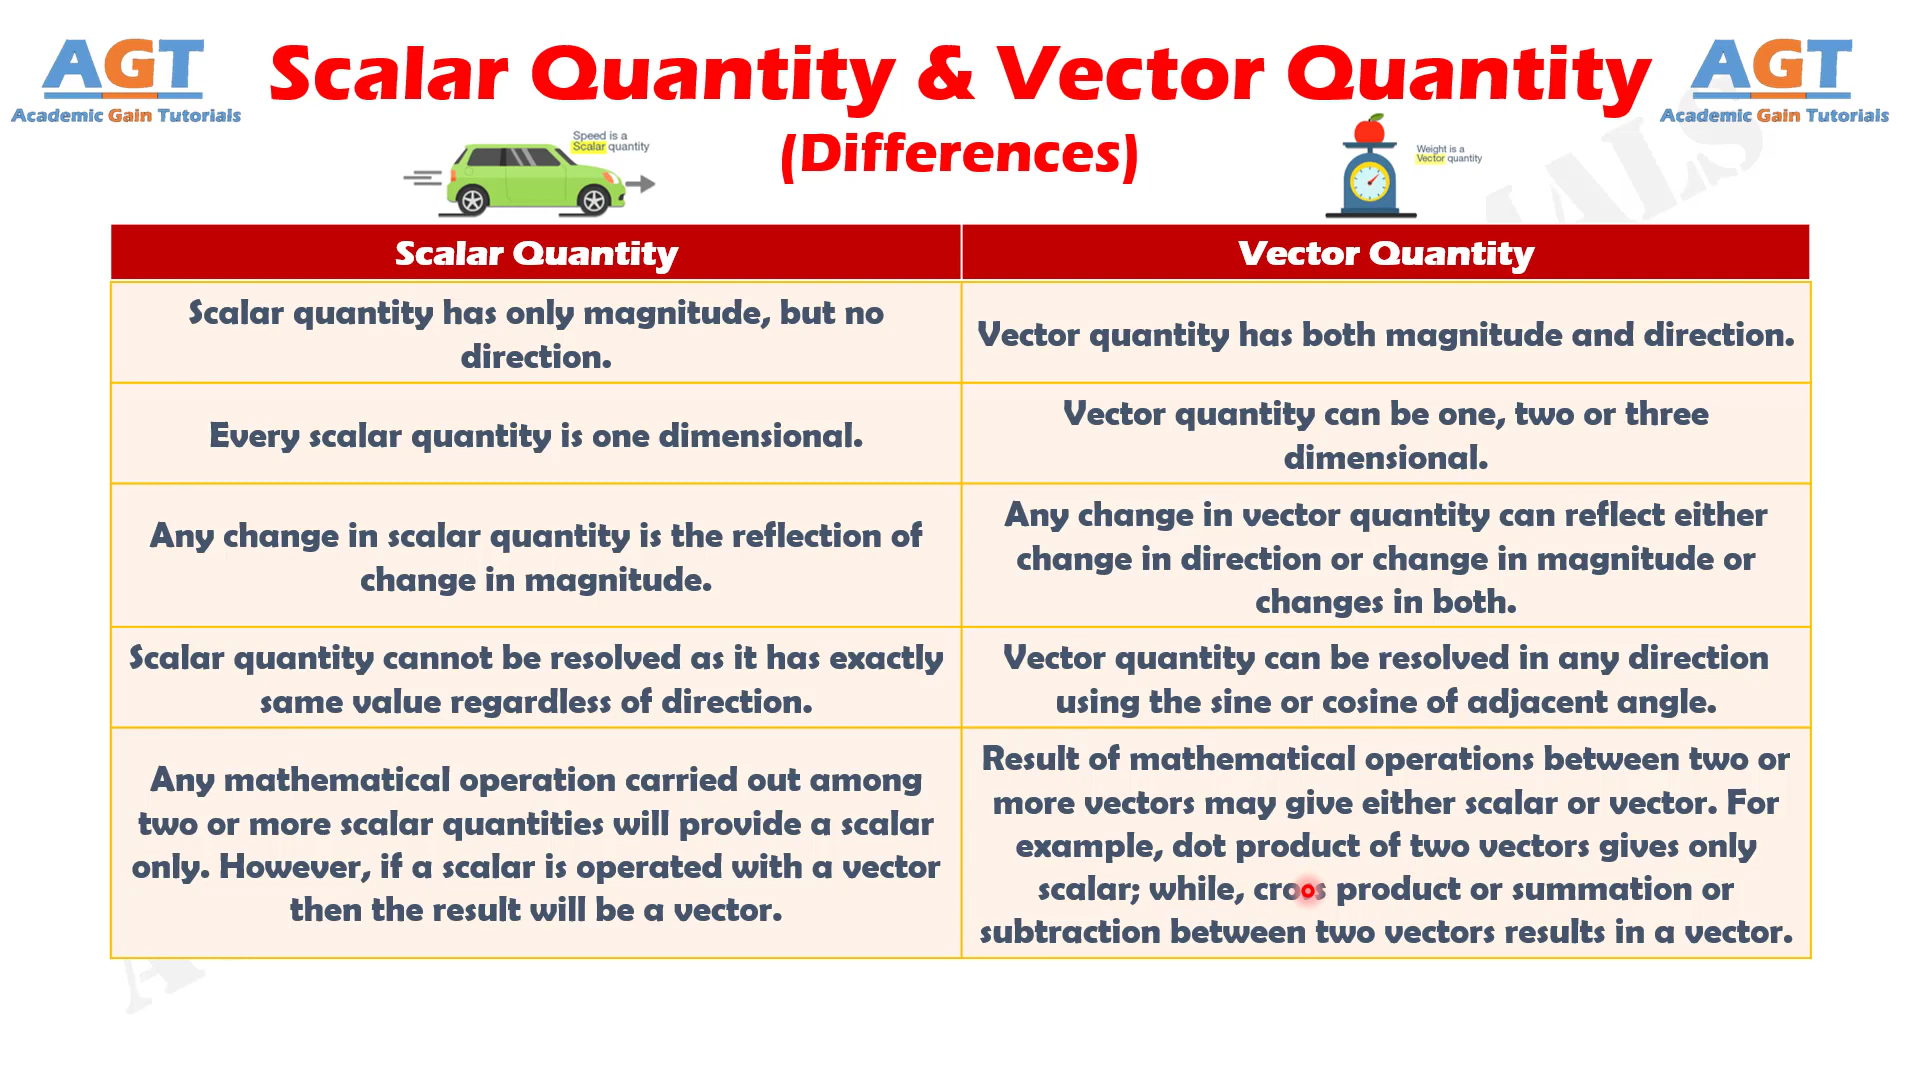 AGT
Academic Gain Tutorials
Scalar Quantity & Vector Quantity
(Differences)
AGT
Academic Gain Tutorials
Speed is a
Scalar quantity
Weight is a
Vector quantity
Scalar Quantity
Vector Quantity
Scalar quantity has only magnitude, but no
direction.
Vector quantity has both magnitude and direction.
Every scalar quantity is one dimensional.
Vector quantity can be one, two or three
dimensional.
Any change in scalar quantity is the reflection of
change in magnitude.
Any change in vector quantity can reflect either
change in direction or change in magnitude or
changes in both.
Scalar quantity cannot be resolved as it has exactly
same value regardless of direction.
Vector quantity can be resolved in any direction
using the sine or cosine of adjacent angle.
Any mathematical operation carried out among
two or more scalar quantities will provide a scalar
only. However, if a scalar is operated with a vector
then the result will be a vector.
Result of mathematical operations between two or
more vectors may give either scalar or vector. For
example, dot product of two vectors gives only
scalar; while, cross product or summation or
subtraction between two vectors results in a vector.